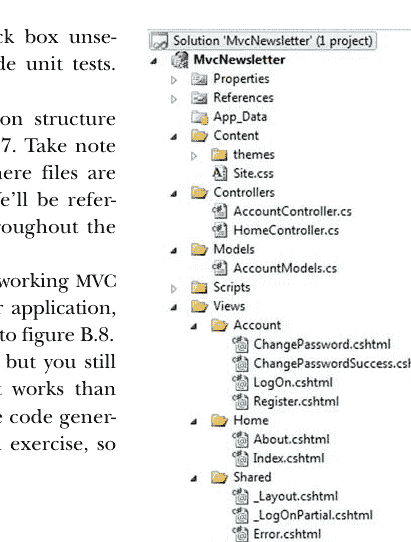 ck box unse-
de unit tests.
on structure
7. Take note
here files are
e'll be refer-
roughout the
working MVC
r application,
to figure B.8.
but you still
t works than
e code gener-
l exercise, so
Solution 'MvcNewsletter' (1 project)
MvcNewsletter
Properties
References
App_Data
Content
themes
Site.css
Controllers
AccountController.cs
HomeController.cs
Models
AccountModels.cs
Scripts
Views
Account
ChangePassword.cshtml
ChangePasswordSuccess.csh
LogOn.cshtml
Register.cshtml
Home
About.cshtml
Index.cshtml
Shared
_Layout.cshtml
_LogOnPartial.cshtml
Error.cshtml